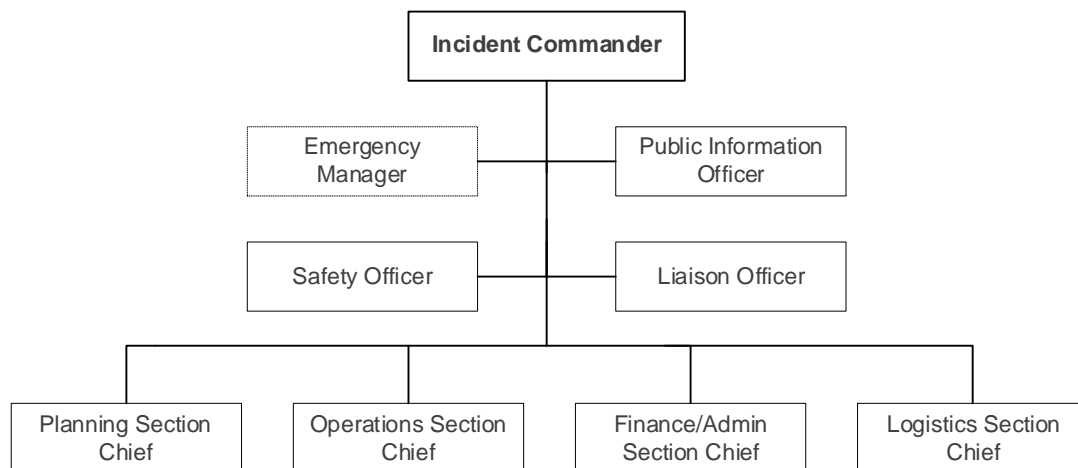 Incident Commander
Emergency
Manager
Public Information
Officer
Safety Officer
Liaison Officer
Planning Section
Chief
Operations Section
Chief
Finance/Admin
Section Chief
Logistics Section
Chief